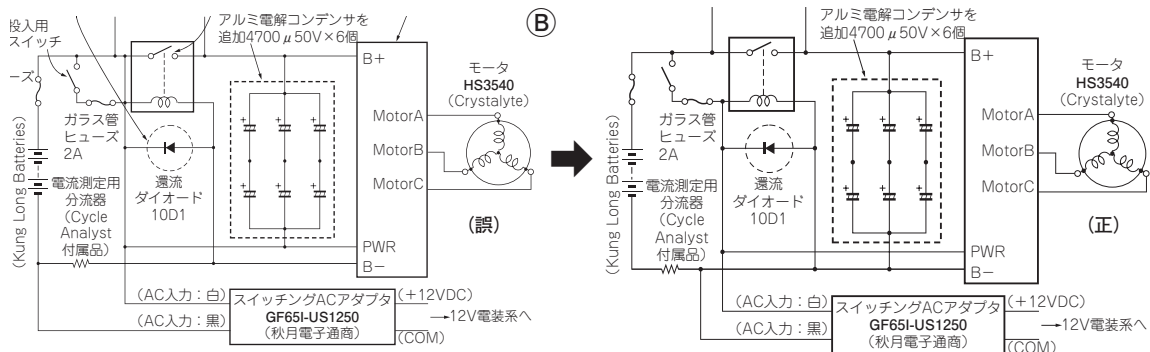 Ⓑ
投入用
スイッチ
ーズ
アルミ電解コンデンサを
追加4700μ50V×6個
B+
モータ
HS3540
(Crystalyte)
MotorA
MotorB
MotorC
ガラス管
ヒューズ
2A
(Kung Long Batteries)
電流測定用
分流器
(Cycle
Analyst
付属品)
還流
ダイオード
10D1
+ + +
+ + +
(誤)
PWR
B−
(AC入力：白)
(AC入力：黒)
スイッチングACアダプタ
GF65I-US1250
(秋月電子通商)
(+12VDC)
→12V電装系へ
(COM)
アルミ電解コンデンサを
追加4700μ50V×6個
B+
モータ
HS3540
(Crystalyte)
MotorA
MotorB
MotorC
ガラス管
ヒューズ
2A
(Kung Long Batteries)
電流測定用
分流器
(Cycle
Analyst
付属品)
還流
ダイオード
10D1
+ + +
+ + +
(正)
PWR
B−
(AC入力：白)
(AC入力：黒)
スイッチングACアダプタ
GF65I-US1250
(秋月電子通商)
(+12VDC)
→12V電装系へ
(COM)